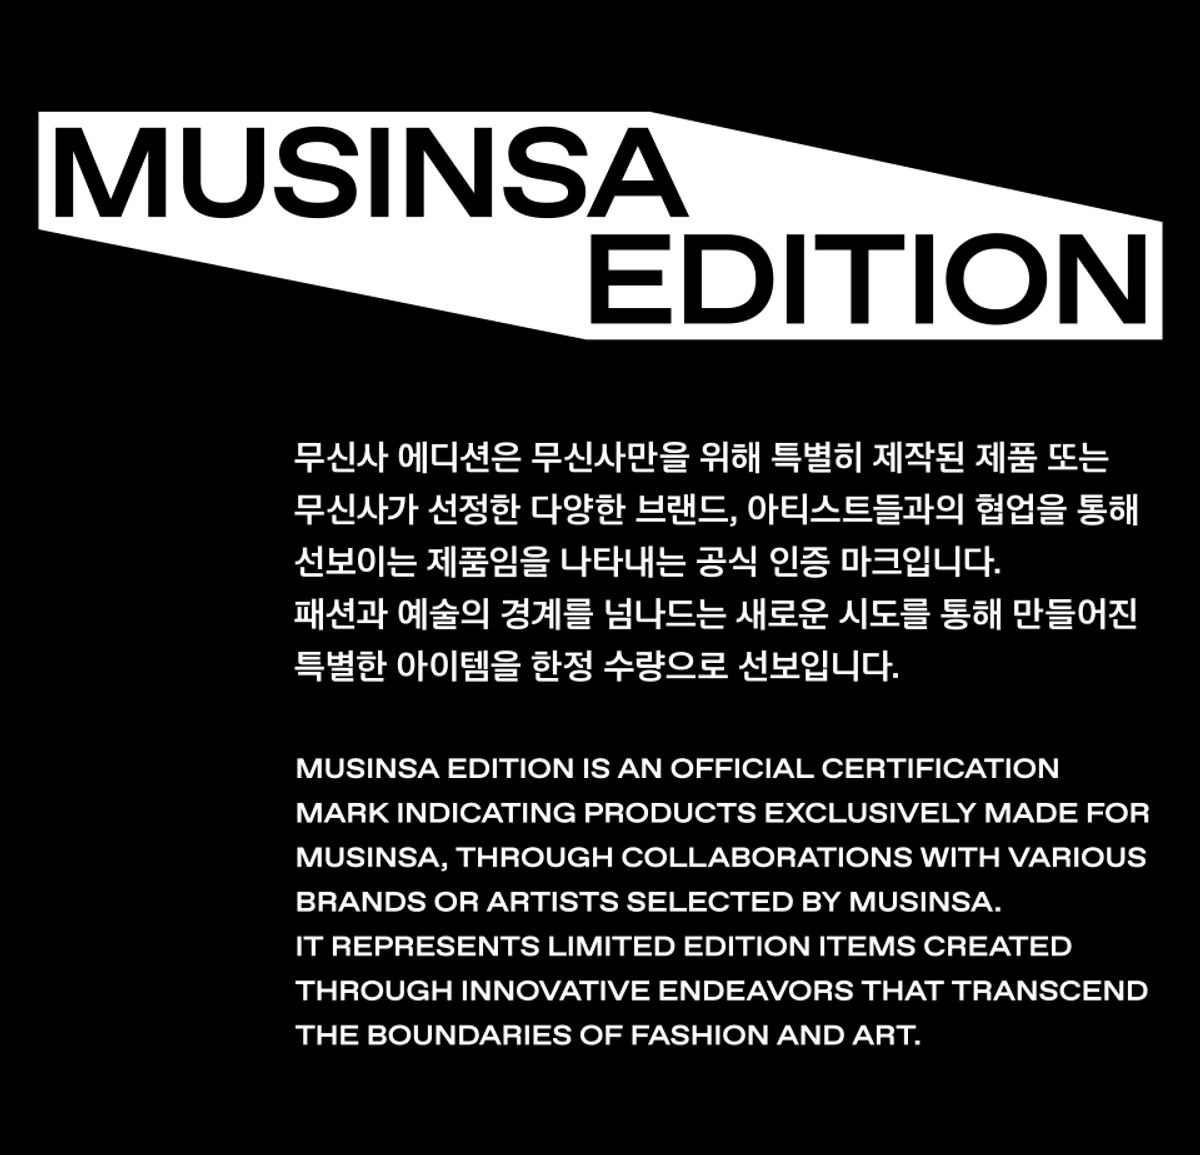 MUSINSA
EDITION
무신사 에디션은 무신사만을 위해 특별히 제작된 제품 또는
무신사가 선정한 다양한 브랜드, 아티스트들과의 협업을 통해
선보이는 제품임을 나타내는 공식 인증 마크입니다.
패션과 예술의 경계를 넘나드는 새로운 시도를 통해 만들어진
특별한 아이템을 한정 수량으로 선보입니다.
MUSINSA EDITION IS AN OFFICIAL CERTIFICATION
MARK INDICATING PRODUCTS EXCLUSIVELY MADE FOR
MUSINSA, THROUGH COLLABORATIONS WITH VARIOUS
BRANDS OR ARTISTS SELECTED BY MUSINSA.
IT REPRESENTS LIMITED EDITION ITEMS CREATED
THROUGH INNOVATIVE ENDEAVORS THAT TRANSCEND
THE BOUNDARIES OF FASHION AND ART.